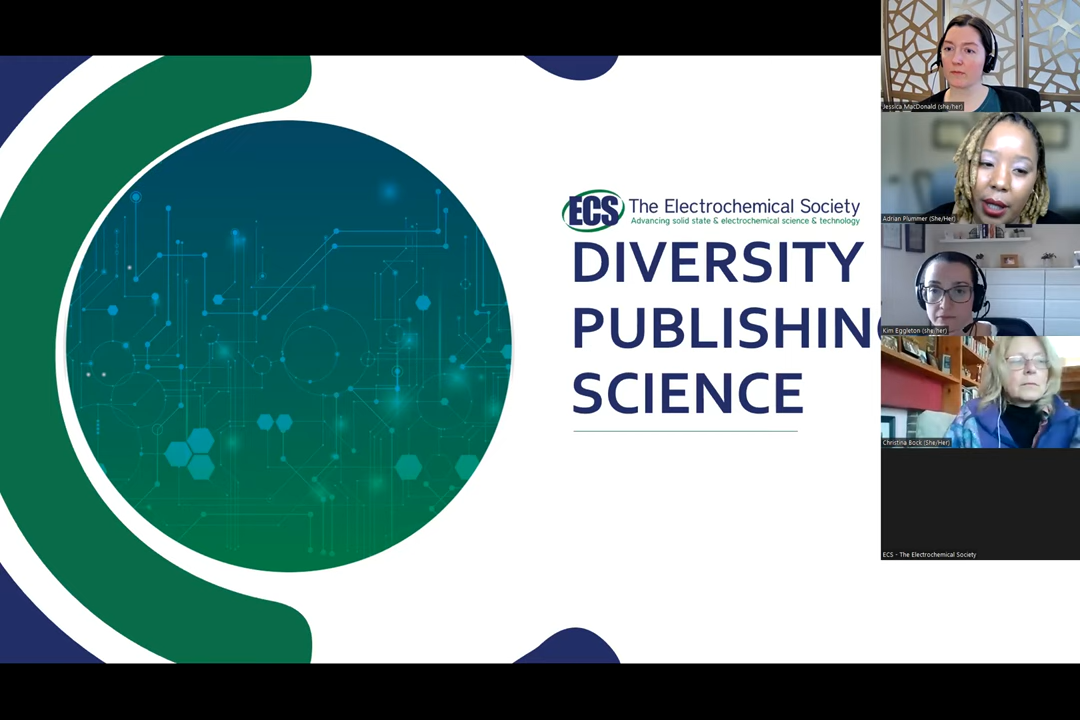 ECS The Electrochemical Society
Advancing solid state & electrochemical science & technology
DIVERSITY
PUBLISHIN
SCIENCE
Jessica MacDonald (she/her)
Adrian Plummer (She/Her)
Kim Eggleton (she/her)
Christina Bock (She/Her)
ECS - The Electrochemical Society